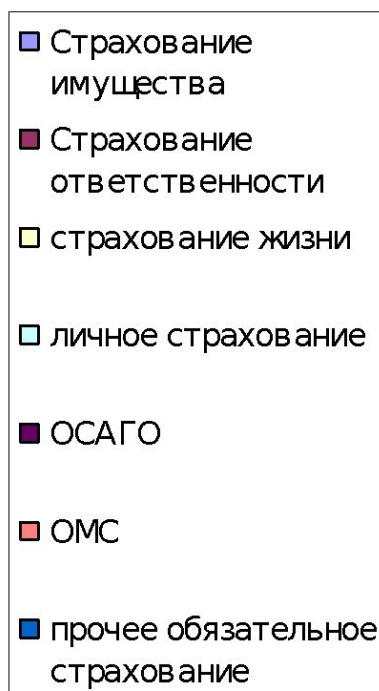 Страхование
имущества
Страхование
ответственности
страхование жизни
личное страхование
ОСАГО
ОМС
прочее обязательное
страхование